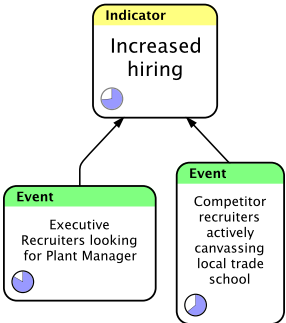 Indicator
Increased
hiring
Event
Executive
Recruiters looking
for Plant Manager
Event
Competitor
recruiters
actively
canvassing
local trade
school